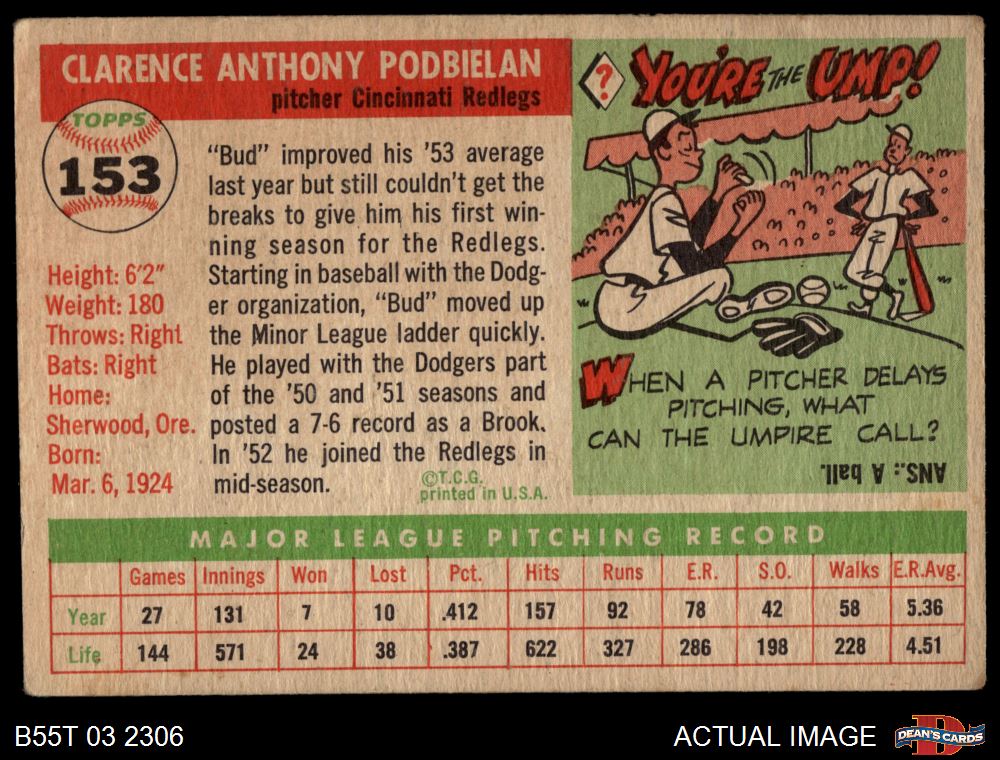 CLARENCE ANTHONY PODBIELAN
pitcher Cincinnati Redlegs
TOPPS
153
Height: 6'2"
Weight: 180
Throws: Right
Bats: Right
Home:
Sherwood, Ore.
Born:
Mar. 6, 1924
"Bud" improved his '53 average
last year but still couldn't get the
breaks to give him his first win-
ning season for the Redlegs.
Starting in baseball with the Dodg-
er organization, "Bud" moved up
the Minor League ladder quickly.
He played with the Dodgers part
of the '50 and '51 seasons and
posted a 7-6 record as a Brook.
In '52 he joined the Redlegs in
mid-season.
©T.C.G.
printed in U.S.A.
? YOU'RE THE UMP!
WHEN A PITCHER DELAYS
PITCHING, WHAT
CAN THE UMPIRE CALL?
ANS.: A ball.
MAJOR LEAGUE PITCHING RECORD
Games Innings Won Lost Pct. Hits Runs E.R. S.O. Walks E.R.Avg.
Year 27 131 7 10 .412 157 92 78 42 58 5.36
Life 144 571 24 38 .387 622 327 286 198 228 4.51
B55T 03 2306
ACTUAL IMAGE
D
DEAN'S CARDS